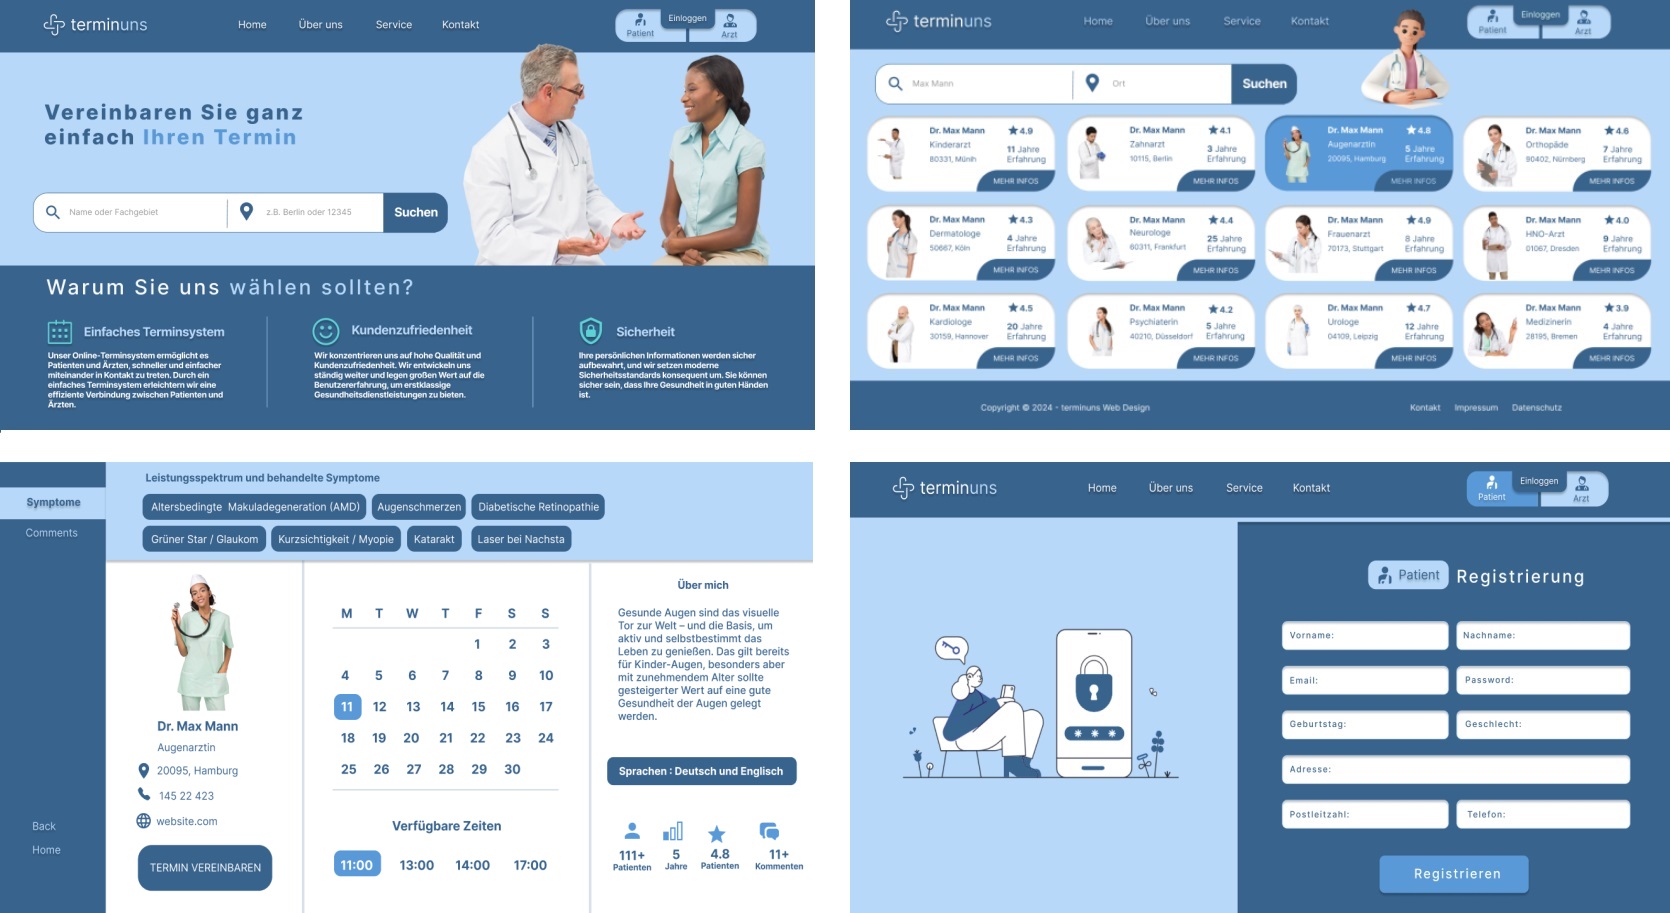 terminuns
Home Über uns Service Kontakt
Einloggen
Patient Arzt
Vereinbaren Sie ganz
einfach Ihren Termin
Name oder Fachgebiet z.B. Berlin oder 12345 Suchen
Warum Sie uns wählen sollten?
Einfaches Terminsystem
Unser Online-Terminsystem ermöglicht es
Patienten und Ärzten, schneller und einfacher
miteinander in Kontakt zu treten. Durch ein
einfaches Terminsystem erleichtern wir eine
effiziente Verbindung zwischen Patienten und
Ärzten.
Kundenzufriedenheit
Wir konzentrieren uns auf hohe Qualität und
Kundenzufriedenheit. Wir entwickeln uns
ständig weiter und legen großen Wert auf die
Benutzererfahrung, um erstklassige
Gesundheitsdienstleistungen zu bieten.
Sicherheit
Ihre persönlichen Informationen werden sicher
aufbewahrt, und wir setzen moderne
Sicherheitsstandards konsequent um. Sie können
sicher sein, dass Ihre Gesundheit in guten Händen
ist.
terminuns
Home Über uns Service Kontakt
Einloggen
Patient Arzt
Max Mann Ort Suchen
Dr. Max Mann 4.9
Kinderarzt 11 Jahre
80331, Münih Erfahrung
MEHR INFOS
Dr. Max Mann 4.1
Zahnarzt 3 Jahre
10115, Berlin Erfahrung
MEHR INFOS
Dr. Max Mann 4.8
Augenarztin 5 Jahre
20095, Hamburg Erfahrung
MEHR INFOS
Dr. Max Mann 4.6
Orthopäde 7 Jahre
90402, Nürnberg Erfahrung
MEHR INFOS
Dr. Max Mann 4.3
Dermatologe 4 Jahre
50667, Köln Erfahrung
MEHR INFOS
Dr. Max Mann 4.4
Neurologe 25 Jahre
60311, Frankfurt Erfahrung
MEHR INFOS
Dr. Max Mann 4.9
Frauenarzt 8 Jahre
70173, Stuttgart Erfahrung
MEHR INFOS
Dr. Max Mann 4.0
HNO-Arzt 9 Jahre
01067, Dresden Erfahrung
MEHR INFOS
Dr. Max Mann 4.5
Kardiologe 20 Jahre
30159, Hannover Erfahrung
MEHR INFOS
Dr. Max Mann 4.2
Psychiaterin 5 Jahre
40210, Düsseldorf Erfahrung
MEHR INFOS
Dr. Max Mann 4.7
Urologe 12 Jahre
04109, Leipzig Erfahrung
MEHR INFOS
Dr. Max Mann 3.9
Medizinerin 4 Jahre
28195, Bremen Erfahrung
MEHR INFOS
Copyright © 2024 - terminuns Web Design Kontakt Impressum Datenschutz
Symptome
Comments
Back
Home
Leistungsspektrum und behandelte Symptome
Altersbedingte Makuladegeneration (AMD) Augenschmerzen Diabetische Retinopathie
Grüner Star / Glaukom Kurzsichtigkeit / Myopie Katarakt Laser bei Nachsta
Dr. Max Mann
Augenarztin
20095, Hamburg
145 22 423
website.com
TERMIN VEREINBAREN
M T W T F S S
1 2 3
4 5 6 7 8 9 10
11 12 13 14 15 16 17
18 19 20 21 22 23 24
25 26 27 28 29 30
Verfügbare Zeiten
11:00 13:00 14:00 17:00
Über mich
Gesunde Augen sind das visuelle
Tor zur Welt – und die Basis, um
aktiv und selbstbestimmt das
Leben zu genießen. Das gilt bereits
für Kinder-Augen, besonders aber
mit zunehmendem Alter sollte
gesteigerter Wert auf eine gute
Gesundheit der Augen gelegt
werden.
Sprachen : Deutsch und Englisch
111+ 5 4.8 11+
Patienten Jahre Patienten Kommenten
terminuns
Home Über uns Service Kontakt
Einloggen
Patient Arzt
Patient Registrierung
Vorname: Nachname:
Email: Password:
Geburtstag: Geschlecht:
Adresse:
Postleitzahl: Telefon:
Registrieren